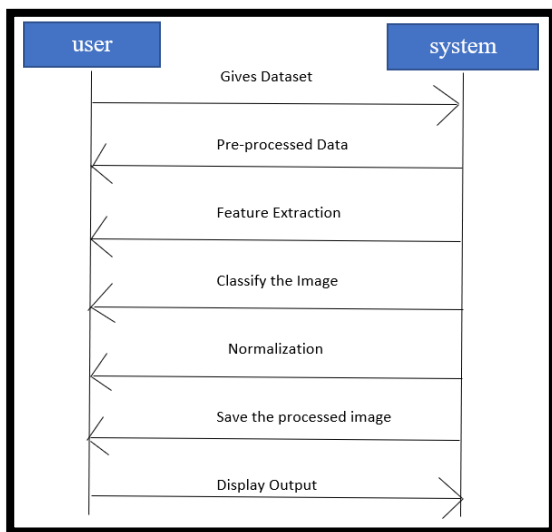 user
system
Gives Dataset
Pre-processed Data
Feature Extraction
Classify the Image
Normalization
Save the processed image
Display Output